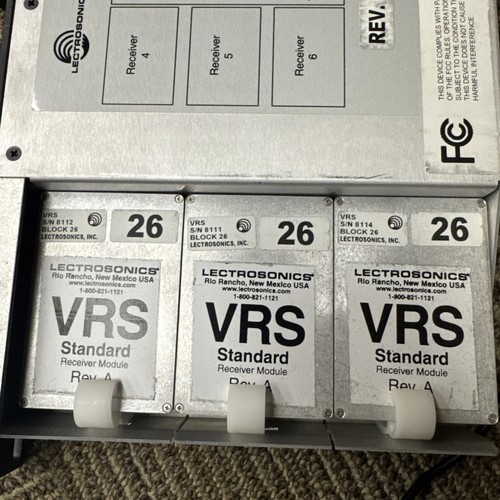 LECTROSONICS
Receiver
4
Receiver
5
Receiver
6
REV.
THIS DEVICE COMPLIES WITH
OF THE FCC RULES. OPERATION
SUBJECT TO THE CONDITION
THIS DEVICE DOES NOT CAUSE
HARMFUL INTERFERENCE
FC
VRS
S/N 8112
BLOCK 26
LECTROSONICS, INC.
26
LECTROSONICS®
Rio Rancho, New Mexico USA
www.lectrosonics.com
1-800-821-1121
VRS
Standard
Receiver Module
Rev. A
VRS
S/N 8111
BLOCK 26
LECTROSONICS, INC.
26
LECTROSONICS®
Rio Rancho, New Mexico USA
www.lectrosonics.com
1-800-821-1121
VRS
Standard
Receiver Module
Rev. A
VRS
S/N 8114
BLOCK 26
LECTROSONICS, INC.
26
LECTROSONICS®
Rio Rancho, New Mexico USA
www.lectrosonics.com
1-800-821-1121
VRS
Standard
Receiver Module
Rev. A